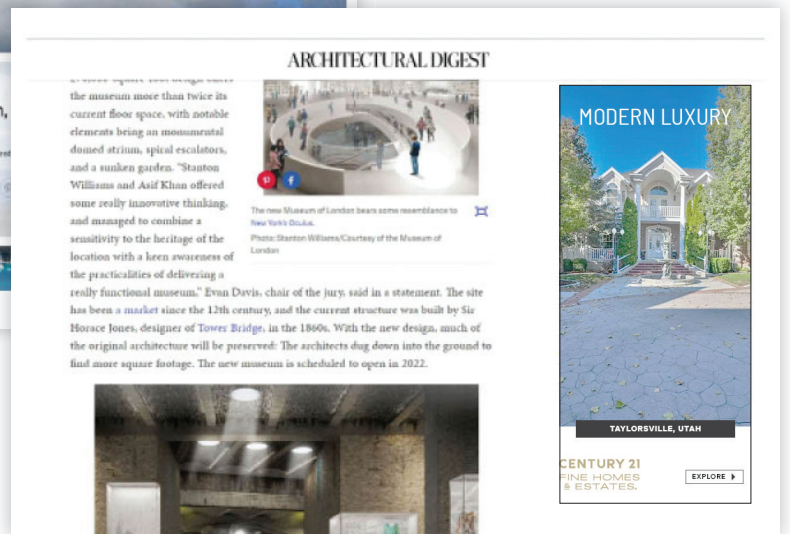 ARCHITECTURAL DIGEST
the museum more than twice its
current floor space, with notable
elements being an monumental
domed atrium, spiral escalators,
and a sunken garden. "Stanton
Williams and Asif Khan offered
some really innovative thinking,
and managed to combine a
sensitivity to the heritage of the
location with a keen awareness of
the practicalities of delivering a
really functional museum," Evan Davis, chair of the jury, said in a statement. The site
has been a market since the 12th century, and the current structure was built by Sir
Horace Jones, designer of Tower Bridge, in the 1860s. With the new design, much of
the original architecture will be preserved: The architects dug down into the ground to
find more square footage. The new museum is scheduled to open in 2022.
The new Museum of London bears some resemblance to
New York's Oculus.
Photo: Stanton Williams/Courtesy of the Museum of
London
MODERN LUXURY
TAYLORSVILLE, UTAH
CENTURY 21
FINE HOMES
& ESTATES.
EXPLORE